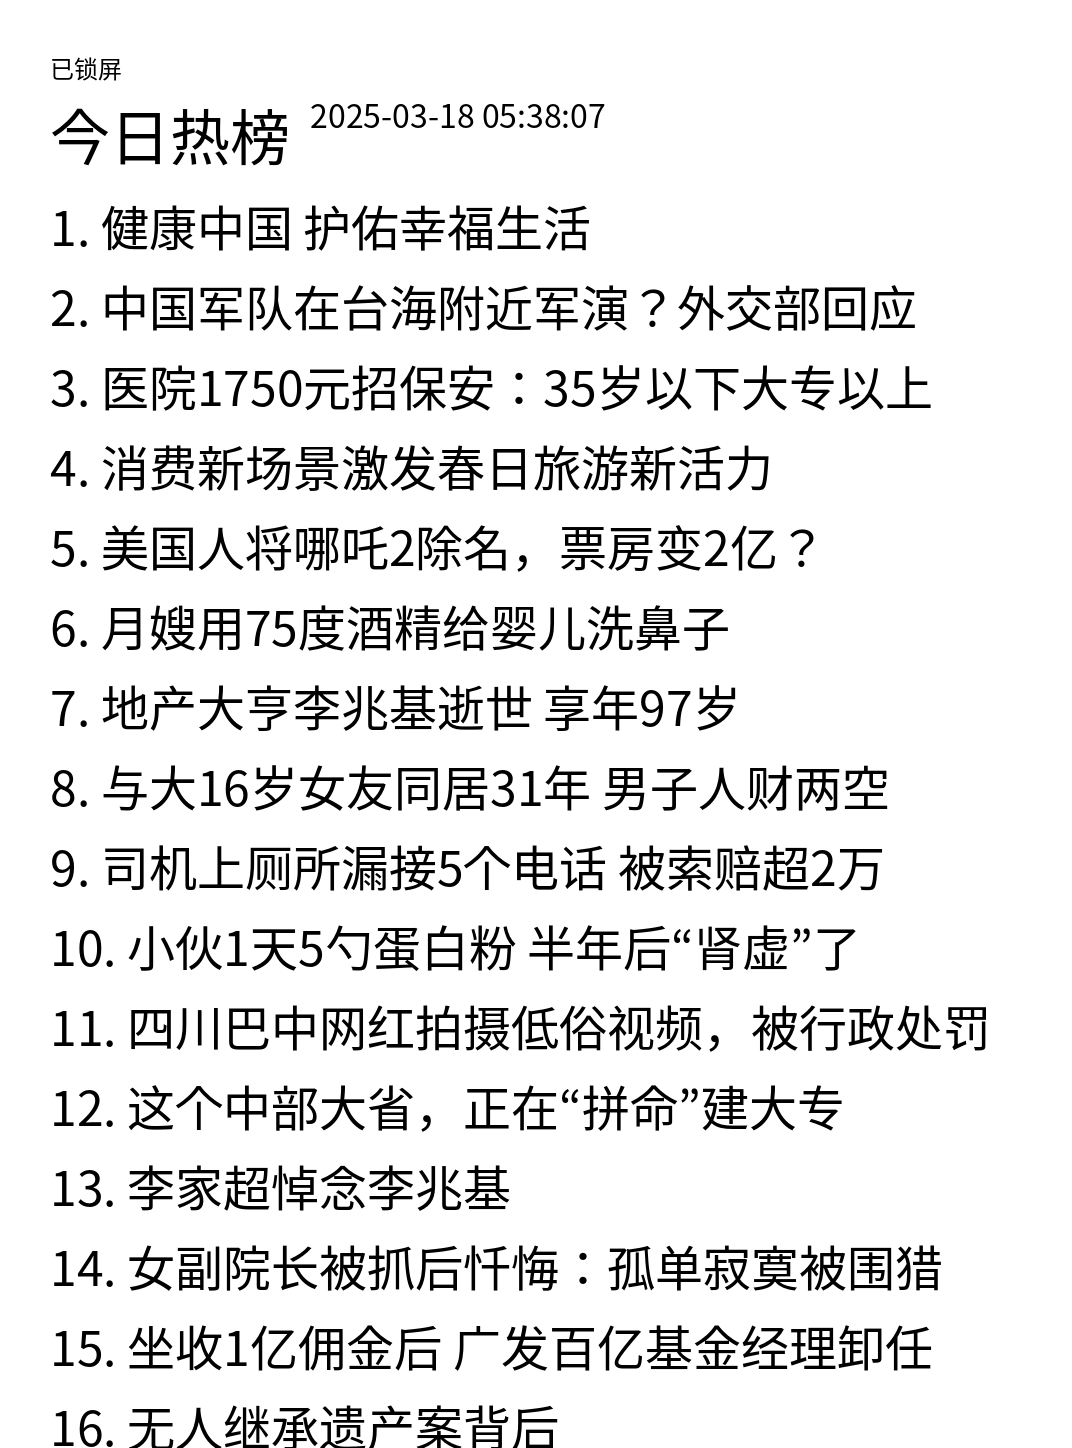 已锁屏
今日热榜 2025-03-18 05:38:07
1. 健康中国 护佑幸福生活
2. 中国军队在台海附近军演？外交部回应
3. 医院1750元招保安：35岁以下大专以上
4. 消费新场景激发春日旅游新活力
5. 美国人将哪吒2除名，票房变2亿？
6. 月嫂用75度酒精给婴儿洗鼻子
7. 地产大亨李兆基逝世 享年97岁
8. 与大16岁女友同居31年 男子人财两空
9. 司机上厕所漏接5个电话 被索赔超2万
10. 小伙1天5勺蛋白粉 半年后“肾虚”了
11. 四川巴中网红拍摄低俗视频，被行政处罚
12. 这个中部大省，正在“拼命”建大专
13. 李家超悼念李兆基
14. 女副院长被抓后忏悔：孤单寂寞被围猎
15. 坐收1亿佣金后 广发百亿基金经理卸任
16. 无人继承遗产案背后